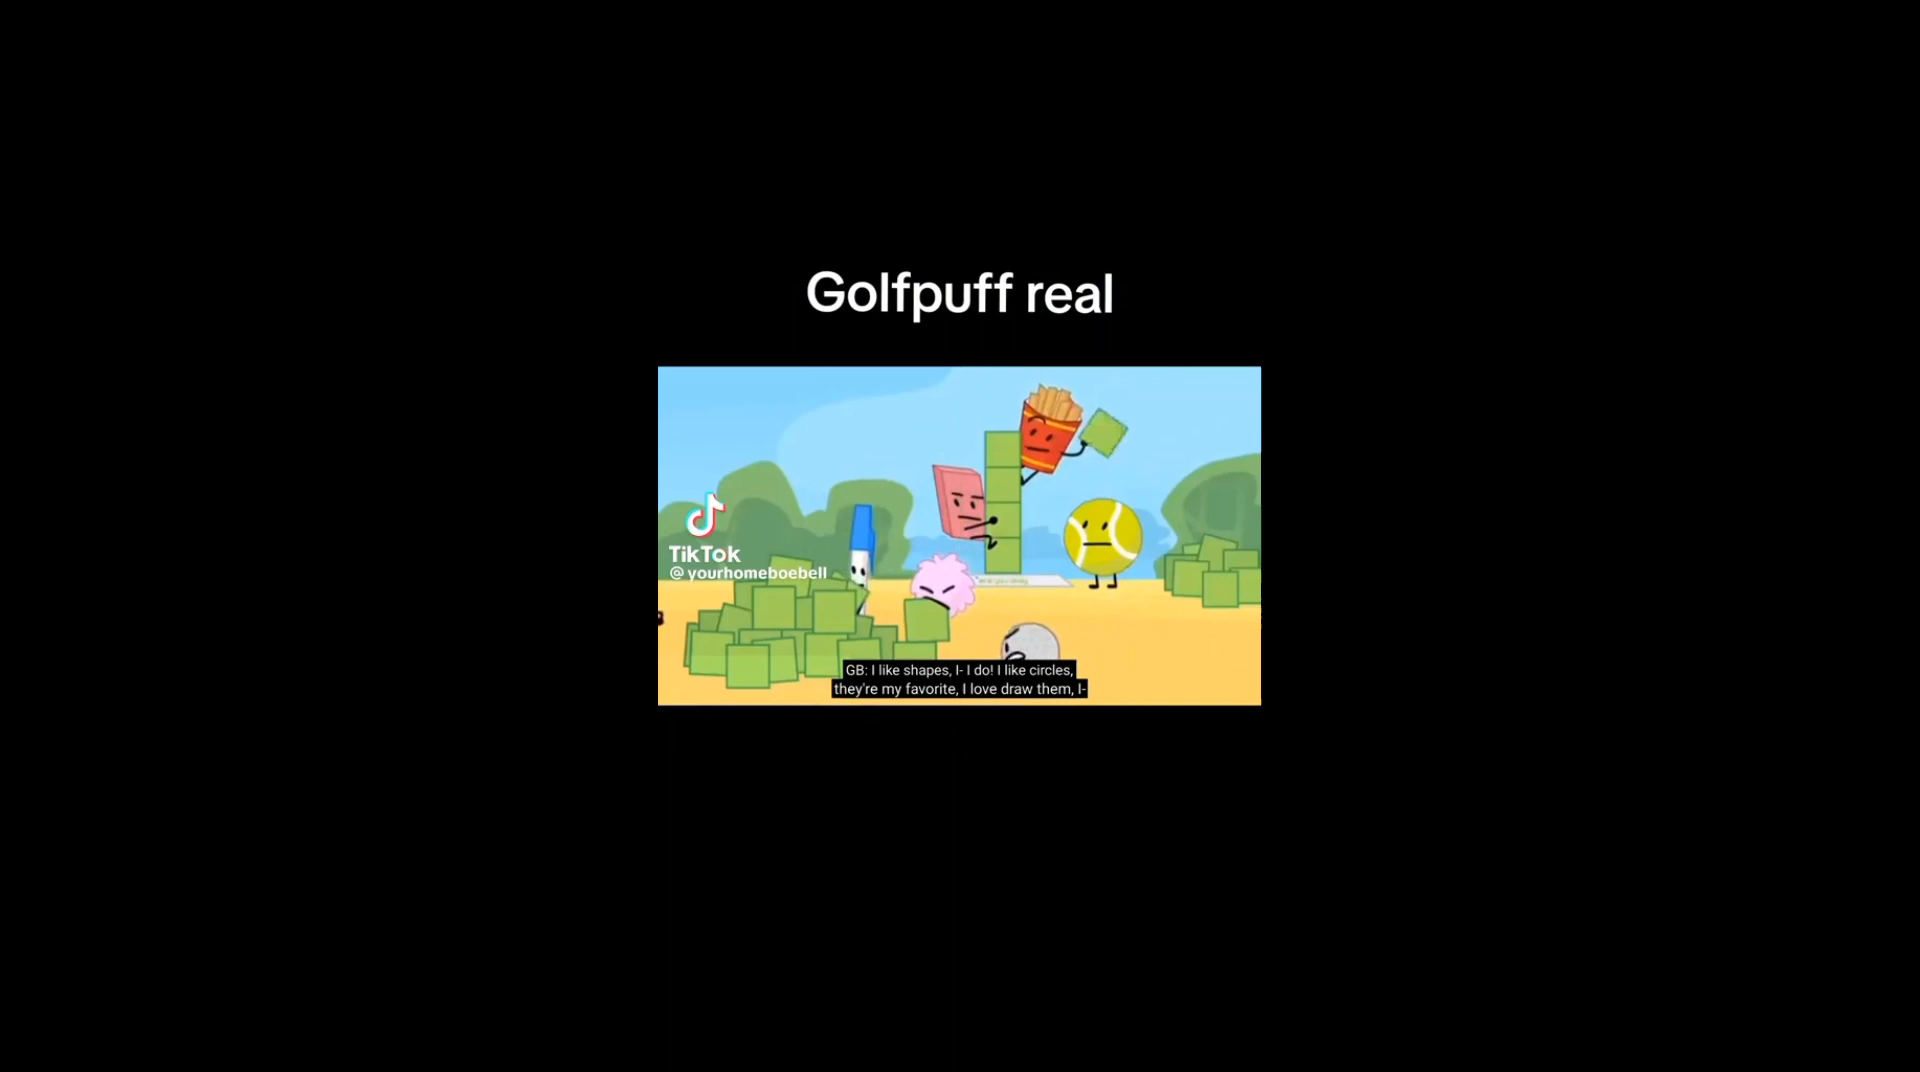 Golfpuff real
TikTok
@ yourhomeboebell
GB: I like shapes, I- I do! I like circles,
they're my favorite, I love draw them, I-